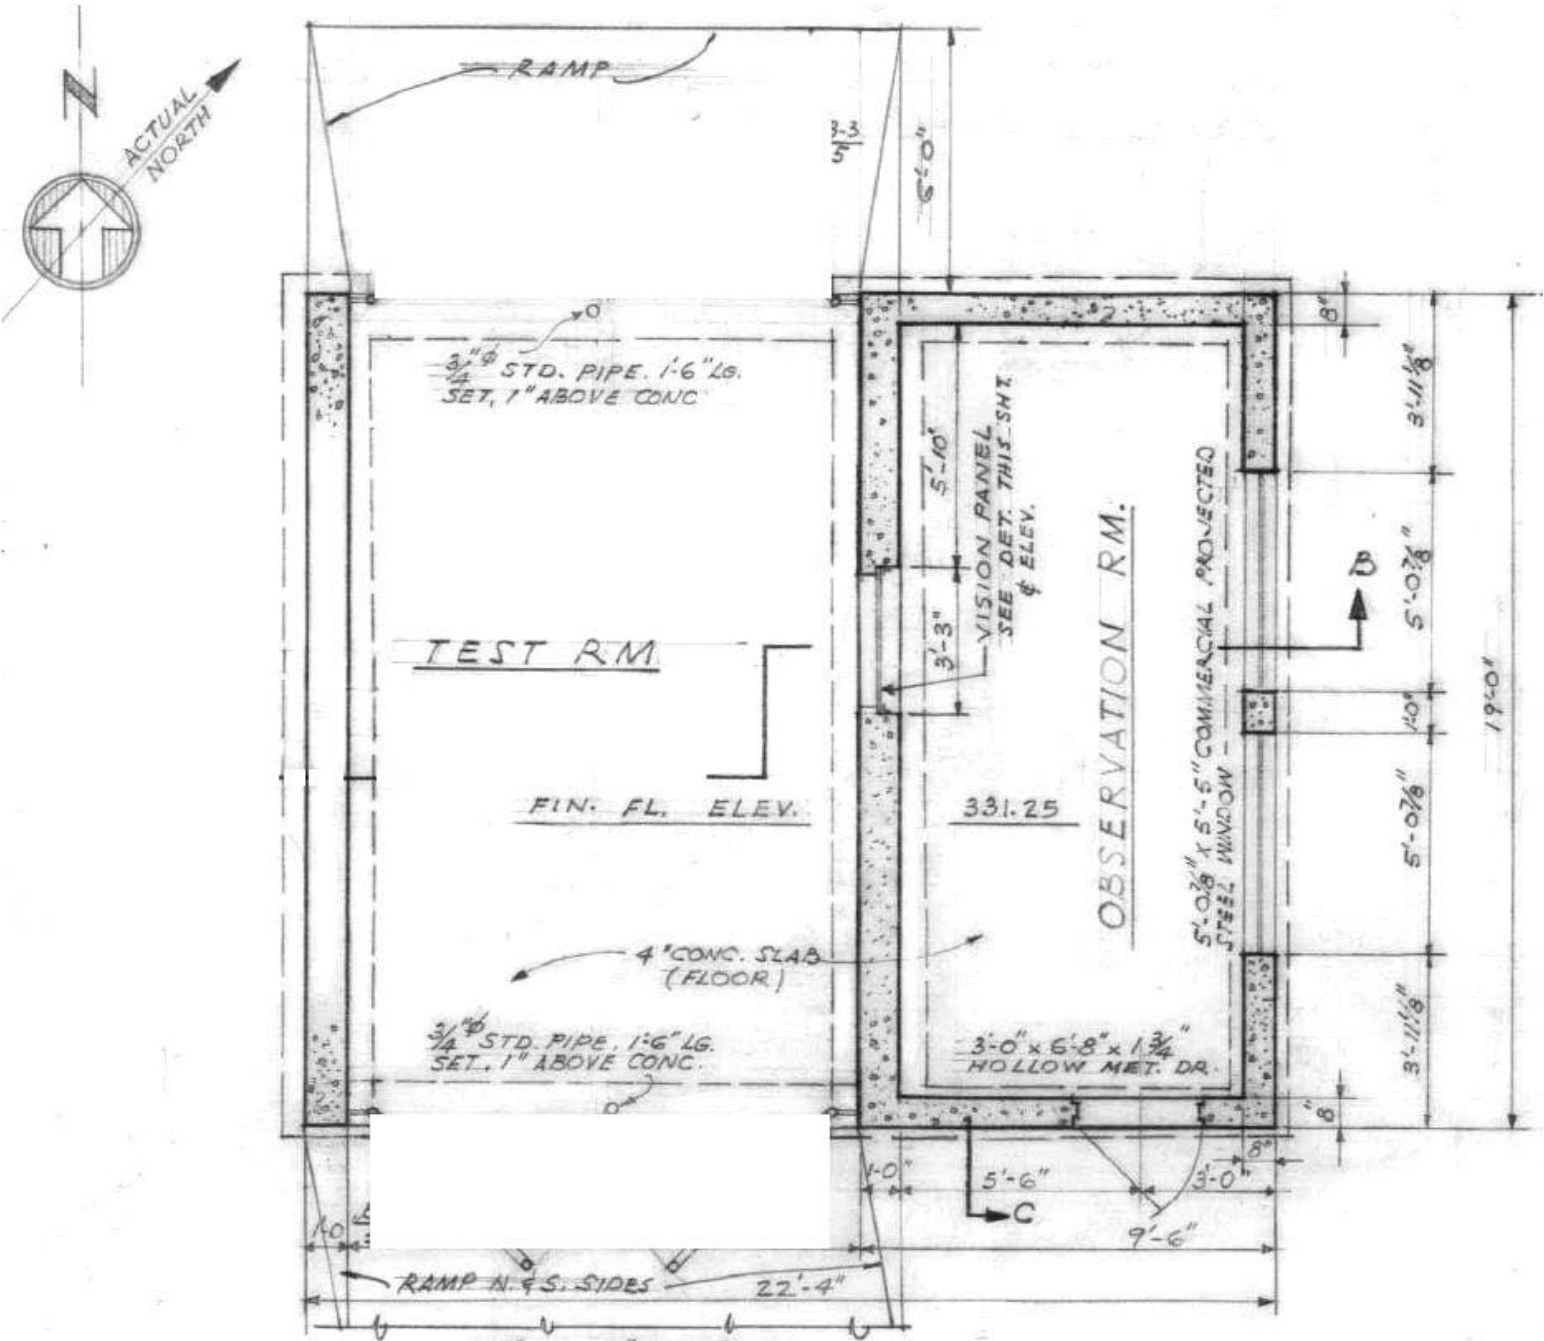 N
ACTUAL
NORTH
RAMP
3-3
5
6'-0"
8"
3/4"ϕ STD. PIPE. 1'-6" LG.
SET, 1" ABOVE CONC
5'-10"
VISION PANEL
SEE DET. THIS SHT.
& ELEV.
3'-3"
TEST RM.
OBSERVATION RM.
5'-0 7/8" X 5'-5" COMMERCIAL PROJECTED
STEEL WINDOW
B
3'-11 1/8"
5'-0 7/8"
1'-0"
5'-0 7/8"
3'-11 1/8"
19'-0"
FIN. FL. ELEV.
331.25
4" CONC. SLAB
(FLOOR)
3/4"ϕ STD. PIPE, 1'-6" LG.
SET, 1" ABOVE CONC.
3'-0" x 6'-8" x 1 3/4"
HOLLOW MET. DR.
8"
8"
1'-0"
5'-6"
3'-0"
C
1'-0
9'-6"
RAMP N. & S. SIDES
22'-4"